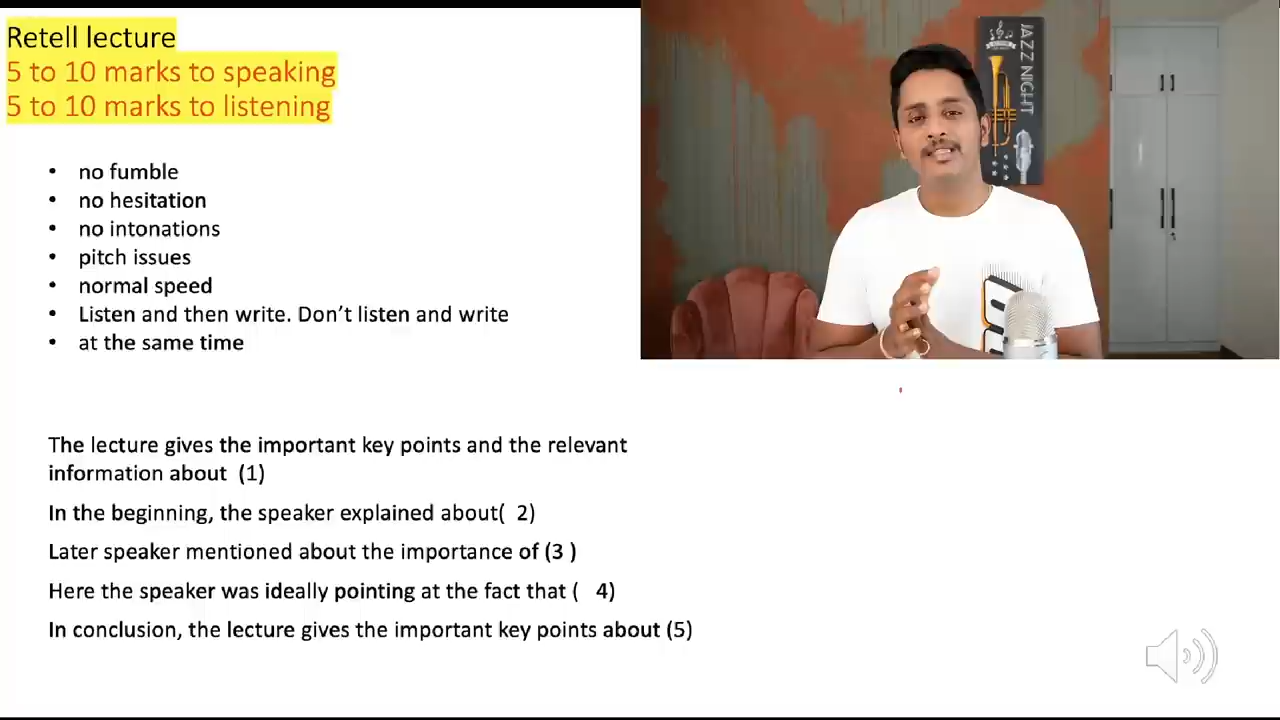 Retell lecture
5 to 10 marks to speaking
5 to 10 marks to listening
JAZZ NIGHT
• no fumble
• no hesitation
• no intonations
• pitch issues
• normal speed
• Listen and then write. Don’t listen and write
• at the same time
The lecture gives the important key points and the relevant
information about (1)
In the beginning, the speaker explained about( 2)
Later speaker mentioned about the importance of (3 )
Here the speaker was ideally pointing at the fact that ( 4)
In conclusion, the lecture gives the important key points about (5)